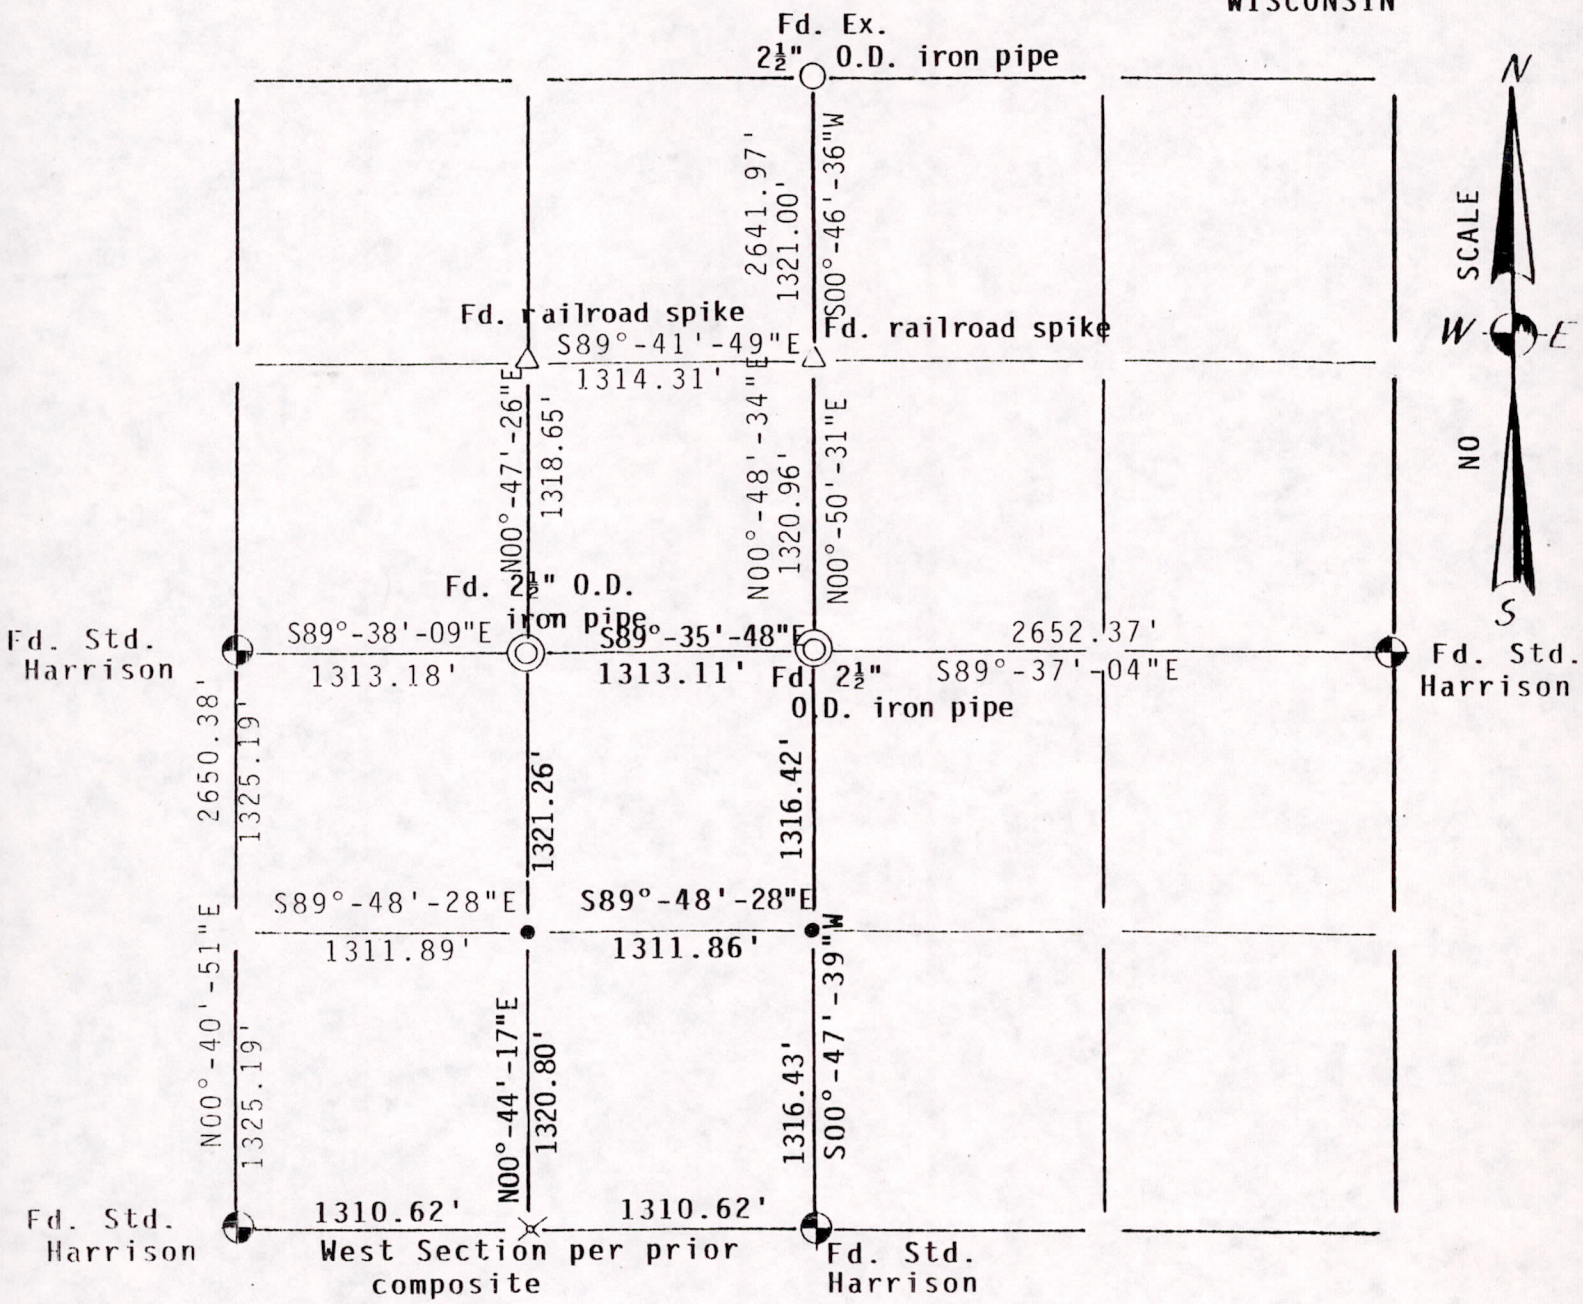 WISCONSIN
Fd. Ex.
2½" O.D. iron pipe
N
2641.97'
1321.00'
S00°-46'-36"W
SCALE
Fd. railroad spike
Fd. railroad spike
S89°-41'-49"E
1314.31'
W E
N00°-47'-26"E
1318.65'
N00°-48'-34"E
1320.96'
N00°-50'-31"E
NO
S
Fd. 2½" O.D.
iron pipe
Fd. Std.
Harrison
S89°-38'-09"E
1313.18'
S89°-35'-48"E
1313.11'
Fd. 2½"
O.D. iron pipe
2652.37'
S89°-37'-04"E
Fd. Std.
Harrison
2650.38'
1325.19'
1321.26'
1316.42'
S89°-48'-28"E
1311.89'
S89°-48'-28"E
1311.86'
N00°-40'-51"E
1325.19'
N00°-44'-17"E
1320.80'
1316.43'
S00°-47'-39"W
Fd. Std.
Harrison
1310.62'
1310.62'
West Section per prior
composite
Fd. Std.
Harrison